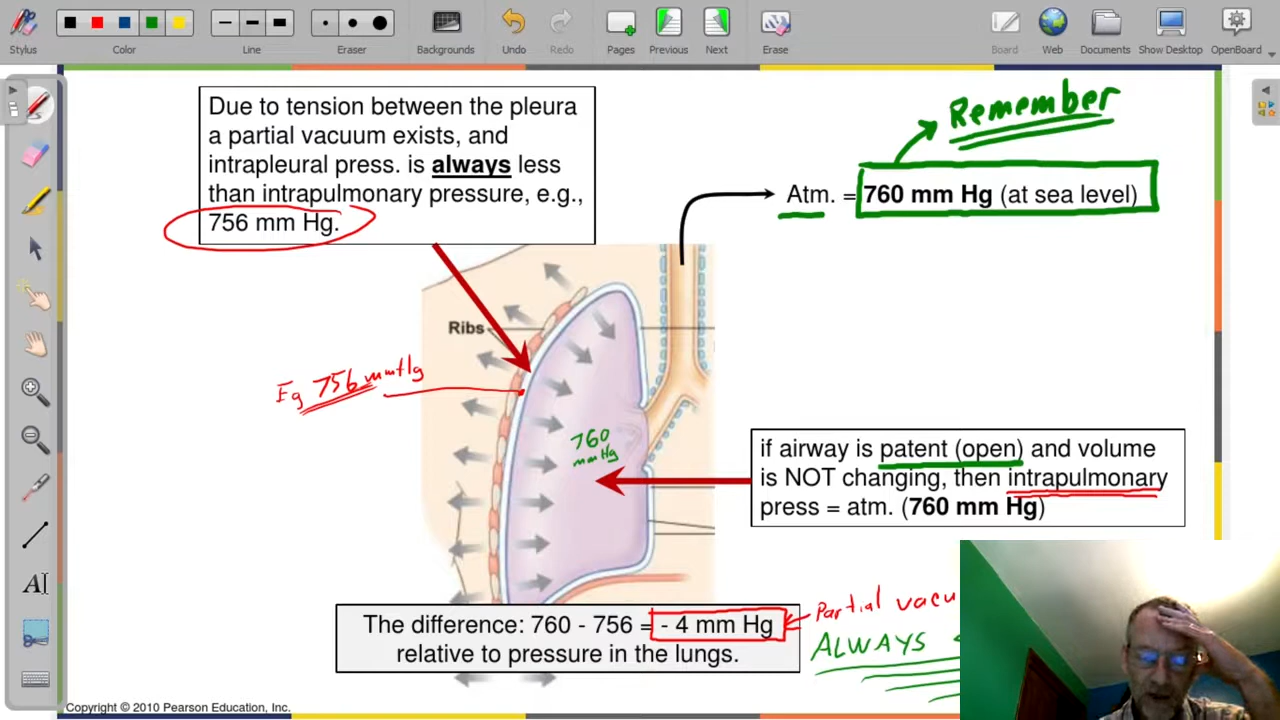 Stylus
Color
Line
Eraser
Backgrounds
Undo
Redo
Pages
Previous
Next
Erase
Board
Web
Documents
Show Desktop
OpenBoard
Due to tension between the pleura
a partial vacuum exists, and
intrapleural press. is always less
than intrapulmonary pressure, e.g.,
756 mm Hg.
Remember
Atm. = 760 mm Hg (at sea level)
Ribs
Eg 756 mmHg
760
mmHg
if airway is patent (open) and volume
is NOT changing, then intrapulmonary
press = atm. (760 mm Hg)
The difference: 760 - 756 = - 4 mm Hg
relative to pressure in the lungs.
Partial vacu
ALWAYS
AI
Copyright © 2010 Pearson Education, Inc.